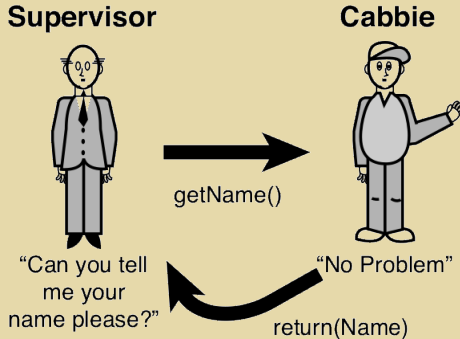 Supervisor
Cabbie
getName()
“Can you tell
me your
name please?”
“No Problem”
return(Name)